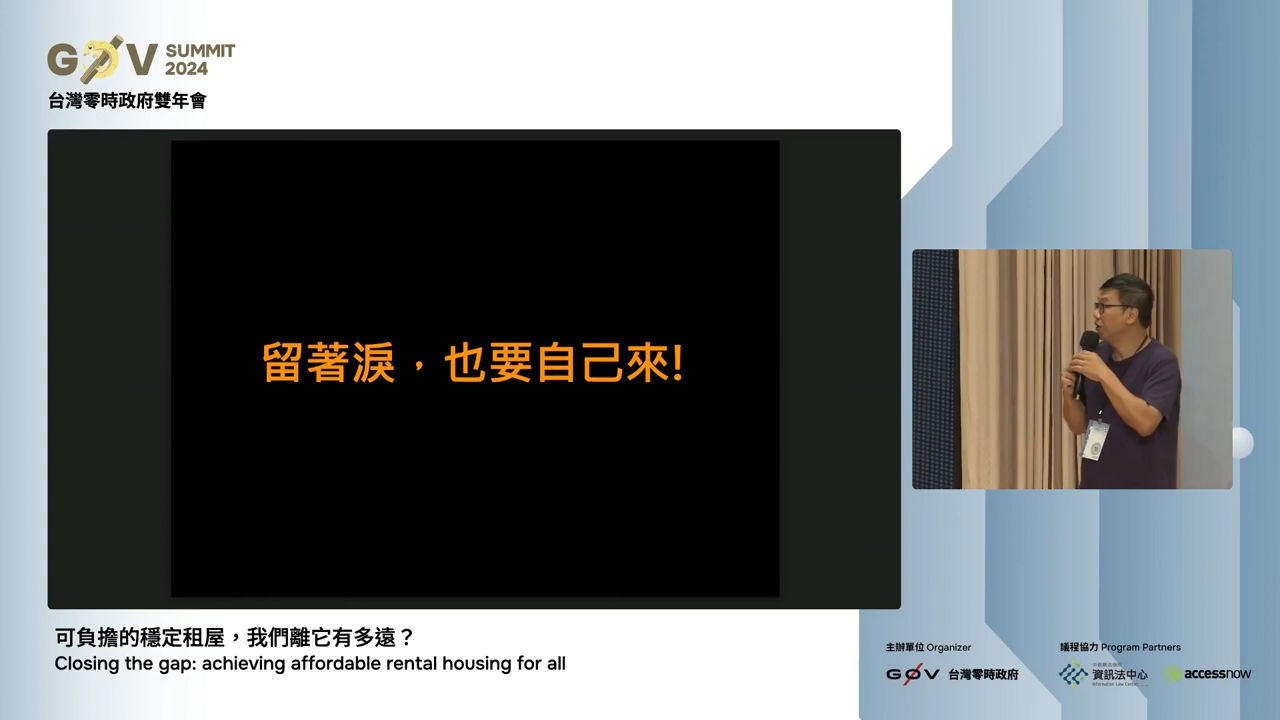 G0V SUMMIT 2024
台灣零時政府雙年會
留著淚，也要自己來!
可負擔的穩定租屋，我們離它有多遠？
Closing the gap: achieving affordable rental housing for all
主辦單位 Organizer
議程協力 Program Partners
G0V 台灣零時政府
資訊法中心
Information Law Center
accessnow